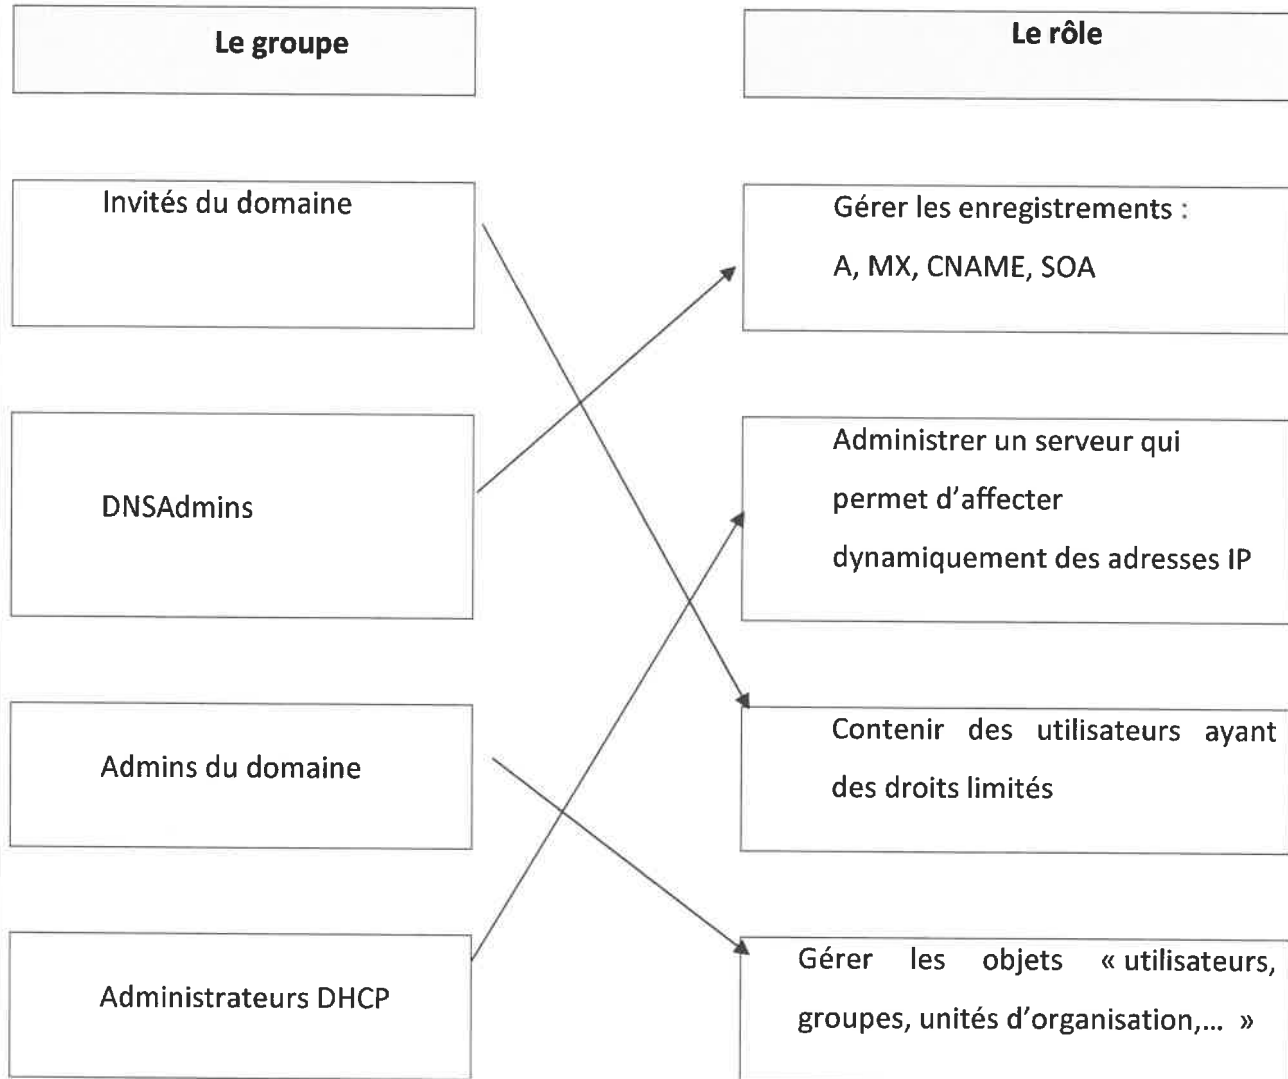 Le groupe
Le rôle
Invités du domaine
Gérer les enregistrements :
A, MX, CNAME, SOA
DNSAdmins
Administrer un serveur qui
permet d'affecter
dynamiquement des adresses IP
Admins du domaine
Contenir des utilisateurs ayant
des droits limités
Administrateurs DHCP
Gérer les objets « utilisateurs,
groupes, unités d'organisation,... »